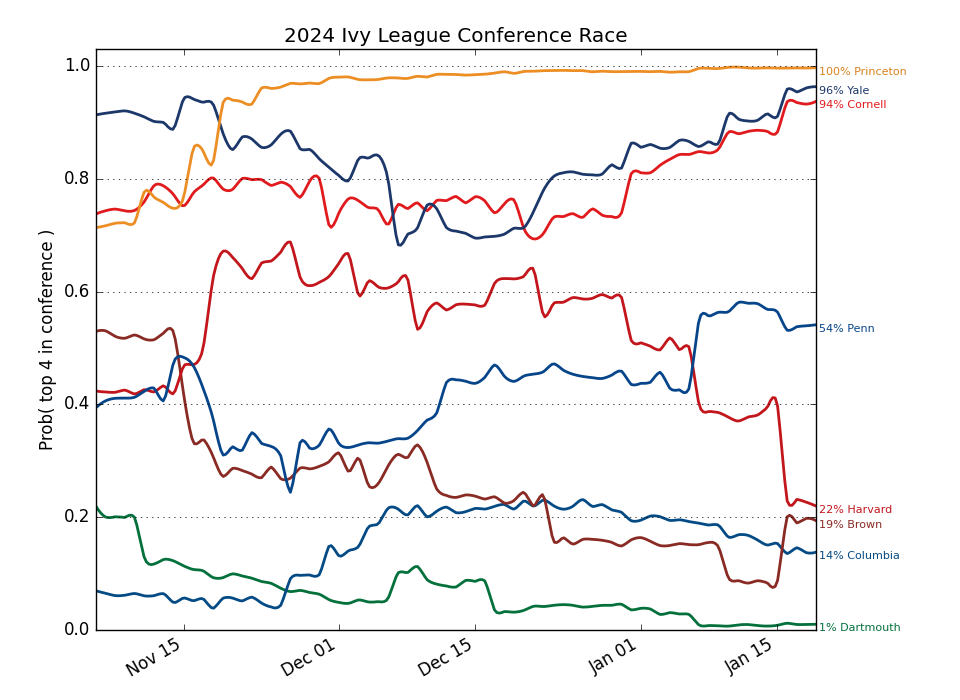 2024 Ivy League Conference Race
Prob( top 4 in conference )
1.0
0.8
0.6
0.4
0.2
0.0
Nov 15
Dec 01
Dec 15
Jan 01
Jan 15
100% Princeton
96% Yale
94% Cornell
54% Penn
22% Harvard
19% Brown
14% Columbia
1% Dartmouth